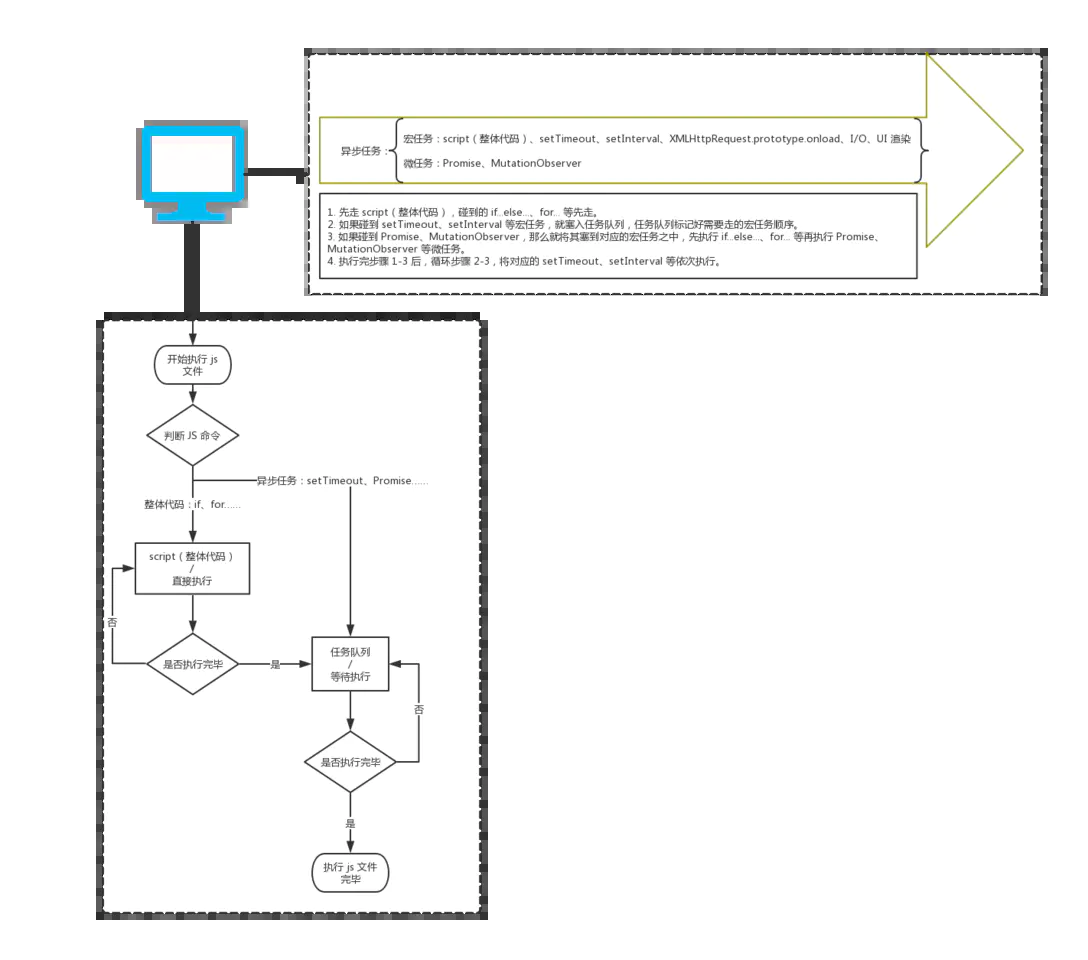 异步任务：
宏任务：script（整体代码）、setTimeout、setInterval、XMLHttpRequest.prototype.onload、I/O、UI 渲染
微任务：Promise、MutationObserver
1. 先走 script（整体代码），碰到的 if...else...、for... 等先走。
2. 如果碰到 setTimeout、setInterval 等宏任务，就塞入任务队列，任务队列标记好需要走的宏任务顺序。
3. 如果碰到 Promise、MutationObserver，那么就将其塞到对应的宏任务之中，先执行 if...else...、for... 等再执行 Promise、
MutationObserver 等微任务。
4. 执行完步骤 1-3 后，循环步骤 2-3，将对应的 setTimeout、setInterval 等依次执行。
开始执行 js
文件
判断 JS 命令
异步任务：setTimeout、Promise……
整体代码：if、for……
script（整体代码）
/
直接执行
否
是否执行完毕
是
任务队列
/
等待执行
否
是否执行完毕
是
执行 js 文件
完毕